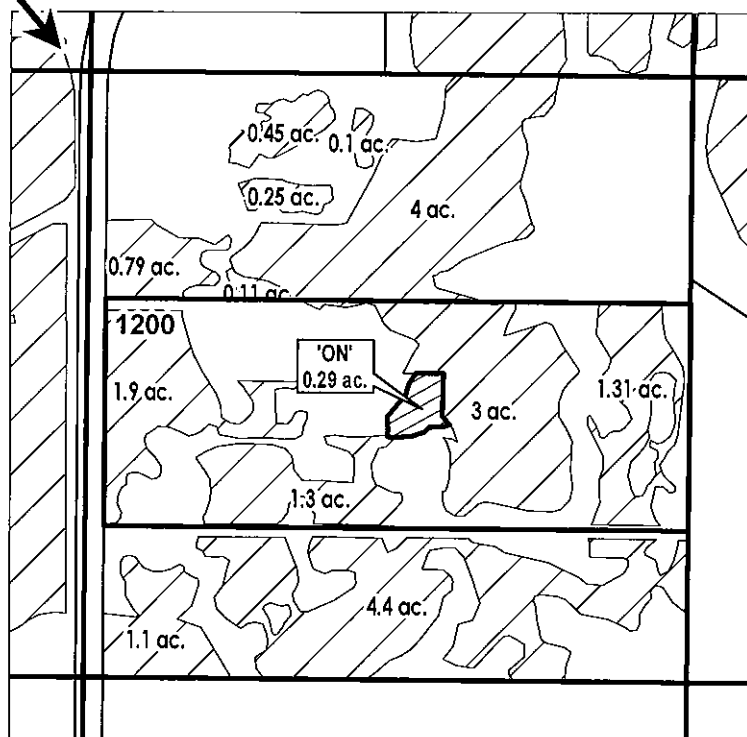 0.45 ac.
0.1 ac.
0.25 ac.
4 ac.
0.79 ac.
0.11 ac.
1200
'ON'
0.29 ac.
1.9 ac.
3 ac.
1.31 ac.
1.3 ac.
4.4 ac.
1.1 ac.